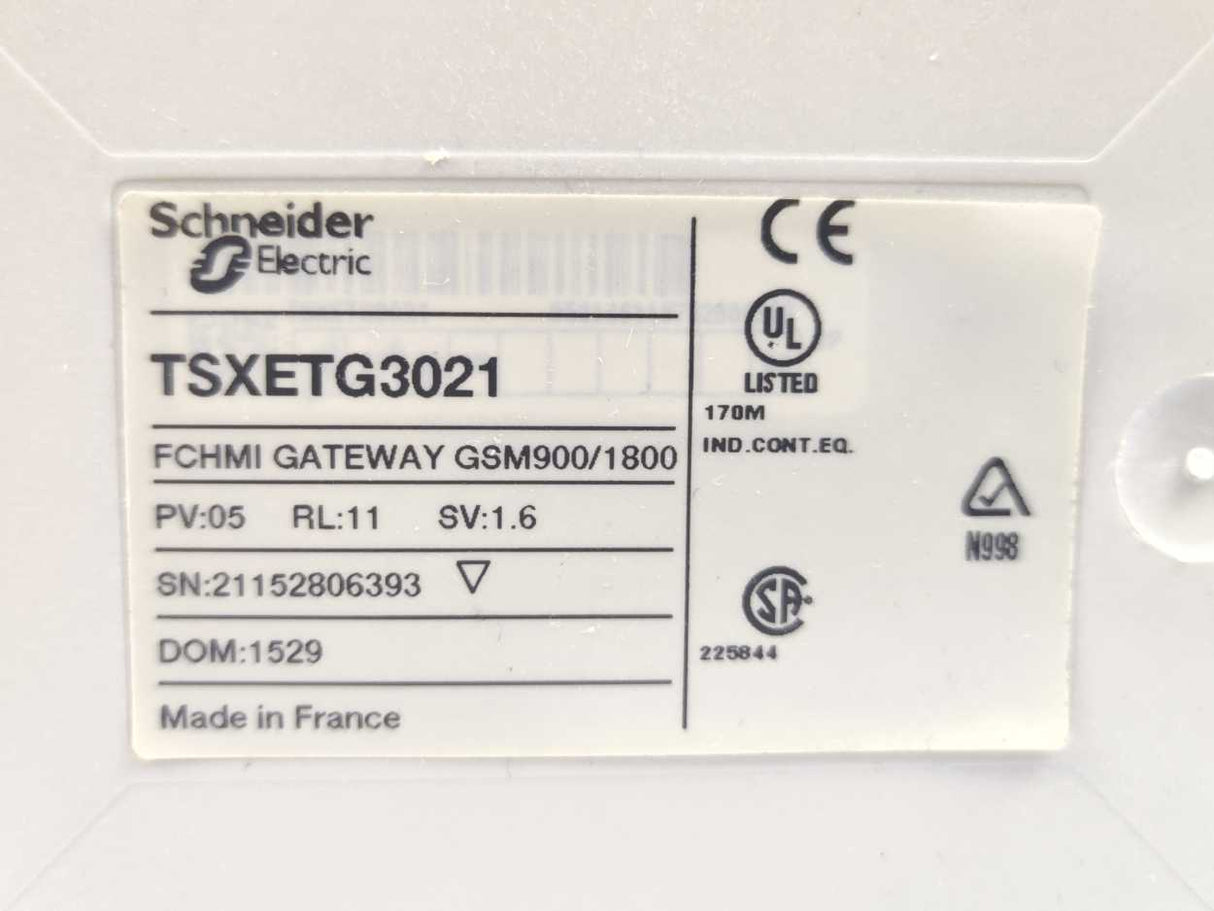 Schneider
Electric
TSXETG3021
FCHMI GATEWAY GSM900/1800
PV:05 RL:11 SV:1.6
SN:21152806393
DOM:1529
Made in France
CE
UL
LISTED
170M
IND.CONT.EQ.
N998
SA
225844